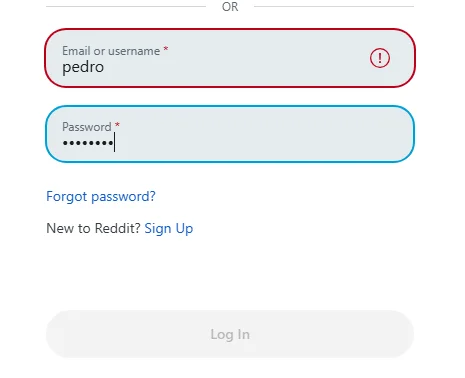 OR
Email or username *
pedro
Password *
••••••••
Forgot password?
New to Reddit? Sign Up
Log In